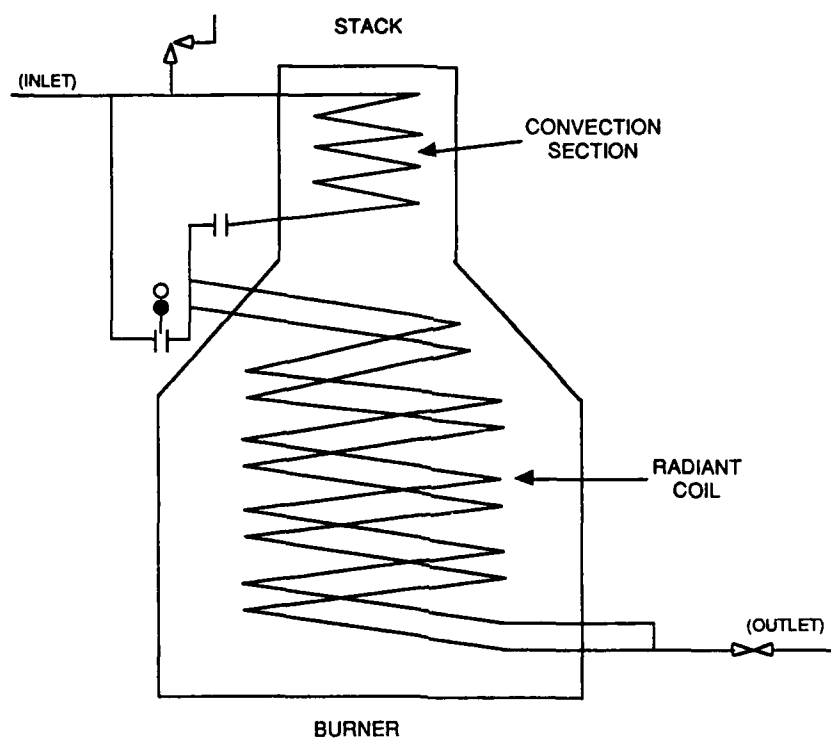 STACK
(INLET)
CONVECTION
SECTION
RADIANT
COIL
(OUTLET)
BURNER